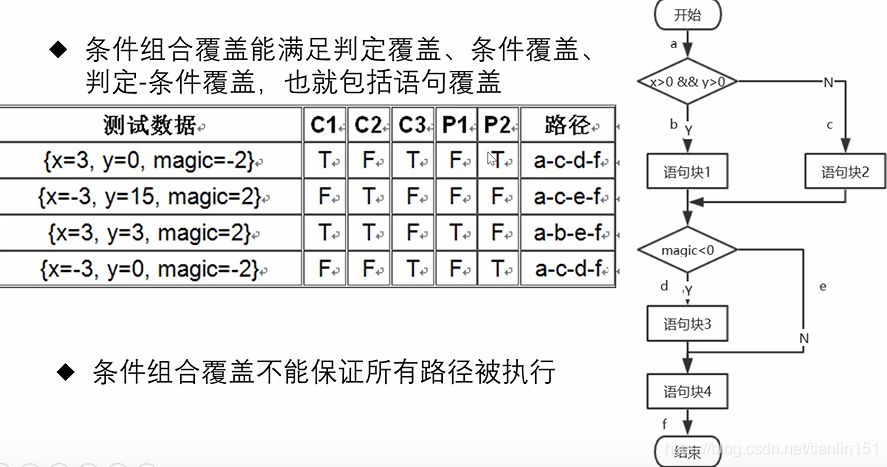 ◆ 条件组合覆盖能满足判定覆盖、条件覆盖、
判定-条件覆盖，也就包括语句覆盖
测试数据 C1 C2 C3 P1 P2 路径
{x=3, y=0, magic=-2} T F T F T a-c-d-f
{x=-3, y=15, magic=2} F T F F F a-c-e-f
{x=3, y=3, magic=2} T T F T F a-b-e-f
{x=-3, y=0, magic=-2} F F T F T a-c-d-f
◆ 条件组合覆盖不能保证所有路径被执行
开始
a
x>0 && y>0
N
b Y
c
语句块1
语句块2
magic<0
d Y
e
语句块3
N
语句块4
f
结束
https://blog.csdn.net/tianlin151